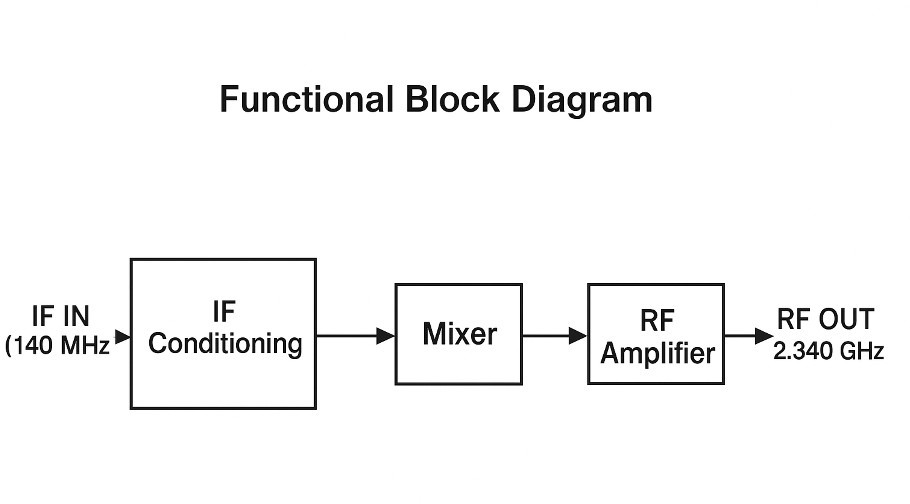 Functional Block Diagram
IF IN
(140 MHz
IF
Conditioning
Mixer
RF
Amplifier
RF OUT
2.340 GHz